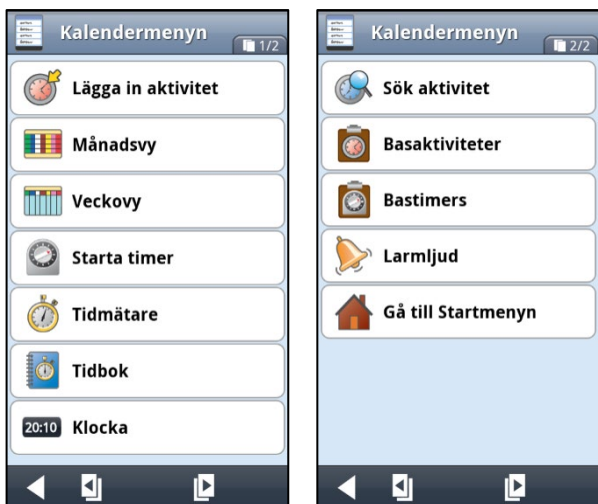 Kalendermenyn
1/2
Lägga in aktivitet
Månadsvy
Veckovy
Starta timer
Tidmätare
Tidbok
20:10 Klocka
Kalendermenyn
2/2
Sök aktivitet
Basaktiviteter
Bastimers
Larmljud
Gå till Startmenyn